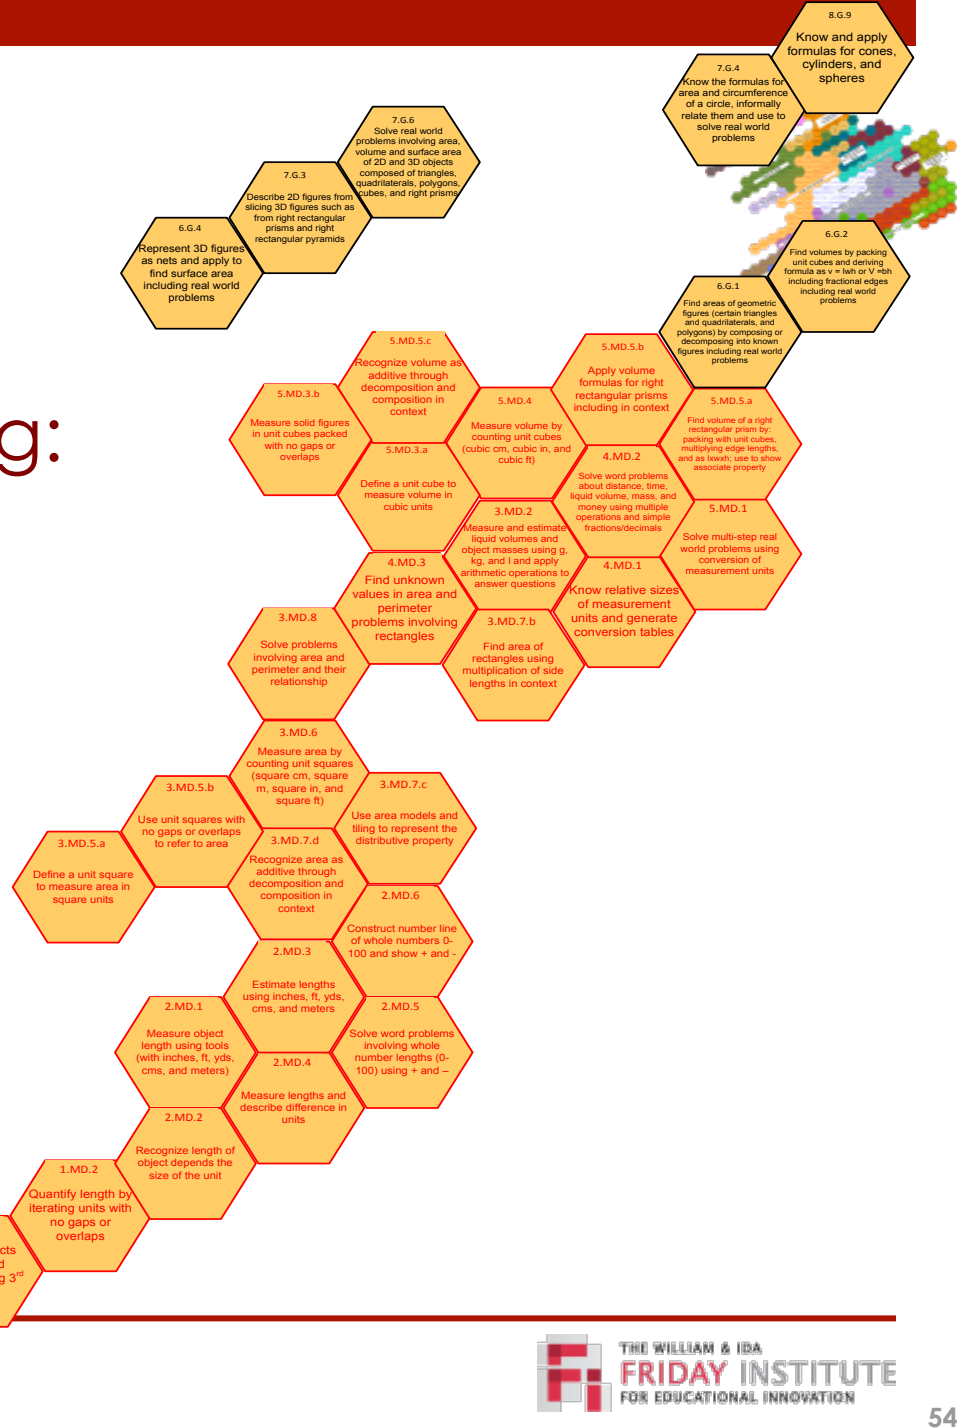 8.G.9
Know and apply
formulas for cones,
cylinders, and
spheres
7.G.4
Know the formulas for
area and circumference
of a circle, informally
relate them and use to
solve real world
problems
7.G.6
Solve real world
problems involving area,
volume and surface area
of 2D and 3D objects
composed of triangles,
quadrilaterals, polygons,
cubes, and right prisms
7.G.3
Describe 2D figures from
slicing 3D figures such as
from right rectangular
prisms and right
rectangular pyramids
6.G.4
Represent 3D figures
as nets and apply to
find surface area
including real world
problems
6.G.2
Find volumes by packing
unit cubes and deriving
formula as v = lwh or V =bh
including fractional edges
including real world
problems
6.G.1
Find areas of geometric
figures (certain triangles
and quadrilaterals, and
polygons) by composing or
decomposing into known
figures including real world
problems
5.MD.5.c
Recognize volume as
additive through
decomposition and
composition in
context
5.MD.5.b
Apply volume
formulas for right
rectangular prisms
including in context
5.MD.3.b
Measure solid figures
in unit cubes packed
with no gaps or
overlaps
5.MD.4
Measure volume by
counting unit cubes
(cubic cm, cubic in, and
cubic ft)
5.MD.5.a
Find volume of a right
rectangular prism by:
packing with unit cubes,
multiplying edge lengths,
and as lxwxh; use to show
associate property
g:
5.MD.3.a
Define a unit cube to
measure volume in
cubic units
4.MD.2
Solve word problems
about distance, time,
liquid volume, mass, and
money using multiple
operations and simple
fractions/decimals
3.MD.2
Measure and estimate
liquid volumes and
object masses using g,
kg, and l and apply
arithmetic operations to
answer questions
5.MD.1
Solve multi-step real
world problems using
conversion of
measurement units
4.MD.3
Find unknown
values in area and
perimeter
problems involving
rectangles
4.MD.1
Know relative sizes
of measurement
units and generate
conversion tables
3.MD.8
Solve problems
involving area and
perimeter and their
relationship
3.MD.7.b
Find area of
rectangles using
multiplication of side
lengths in context
3.MD.6
Measure area by
counting unit squares
(square cm, square
m, square in, and
square ft)
3.MD.5.b
Use unit squares with
no gaps or overlaps
to refer to area
3.MD.7.c
Use area models and
tiling to represent the
distributive property
3.MD.5.a
Define a unit square
to measure area in
square units
3.MD.7.d
Recognize area as
additive through
decomposition and
composition in
context
2.MD.6
Construct number line
of whole numbers 0-
100 and show + and -
2.MD.3
Estimate lengths
using inches, ft, yds,
cms, and meters
2.MD.1
Measure object
length using tools
(with inches, ft, yds,
cms, and meters)
2.MD.5
Solve word problems
involving whole
number lengths (0-
100) using + and –
2.MD.4
Measure lengths and
describe difference in
units
2.MD.2
Recognize length of
object depends the
size of the unit
1.MD.2
Quantify length by
iterating units with
no gaps or
overlaps
cts
d
g 3rd
THE WILLIAM & IDA
FRIDAY INSTITUTE
FOR EDUCATIONAL INNOVATION
54